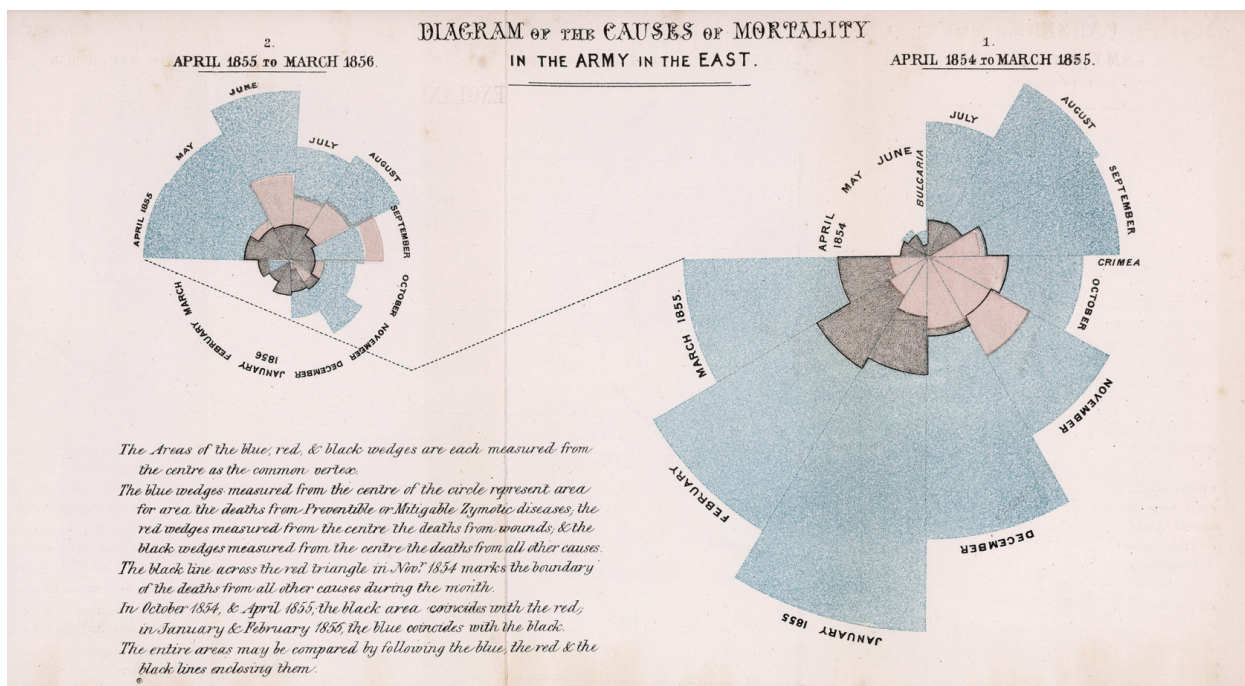 DIAGRAM OF THE CAUSES OF MORTALITY
IN THE ARMY IN THE EAST.
2.
APRIL 1855 TO MARCH 1856.
1.
APRIL 1854 TO MARCH 1855.
APRIL 1855
MAY
JUNE
JULY
AUGUST
SEPTEMBER
OCTOBER
NOVEMBER
DECEMBER
JANUARY 1856
FEBRUARY
MARCH
APRIL 1854
MAY
JUNE
BULGARIA
JULY
AUGUST
SEPTEMBER
CRIMEA
OCTOBER
NOVEMBER
DECEMBER
JANUARY 1855
FEBRUARY
MARCH 1855.
The Areas of the blue, red, & black wedges are each measured from
the centre as the common vertex.
The blue wedges measured from the centre of the circle represent area
for area the deaths from Preventible or Mitigable Zymotic diseases; the
red wedges measured from the centre the deaths from wounds; & the
black wedges measured from the centre the deaths from all other causes.
The black line across the red triangle in Novr. 1854 marks the boundary
of the deaths from all other causes during the month.
In October 1854, & April 1855, the black area coincides with the red;
in January & February 1856, the blue coincides with the black.
The entire areas may be compared by following the blue, the red & the
black lines enclosing them.